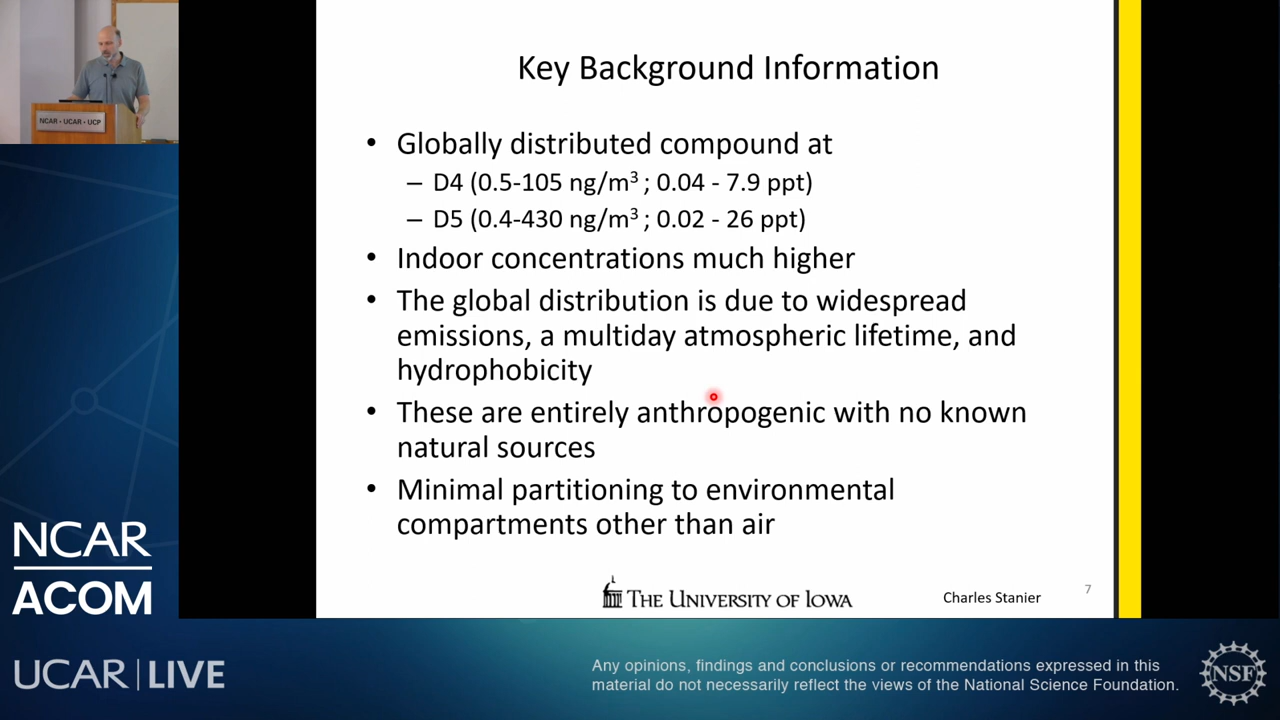 NCAR • UCAR • UCP
Key Background Information
• Globally distributed compound at
– D4 (0.5-105 ng/m³ ; 0.04 - 7.9 ppt)
– D5 (0.4-430 ng/m³ ; 0.02 - 26 ppt)
• Indoor concentrations much higher
• The global distribution is due to widespread
emissions, a multiday atmospheric lifetime, and
hydrophobicity
• These are entirely anthropogenic with no known
natural sources
• Minimal partitioning to environmental
compartments other than air
THE UNIVERSITY OF IOWA
Charles Stanier
7
NCAR
ACOM
UCAR | LIVE
Any opinions, findings and conclusions or recommendations expressed in this
material do not necessarily reflect the views of the National Science Foundation.
NSF